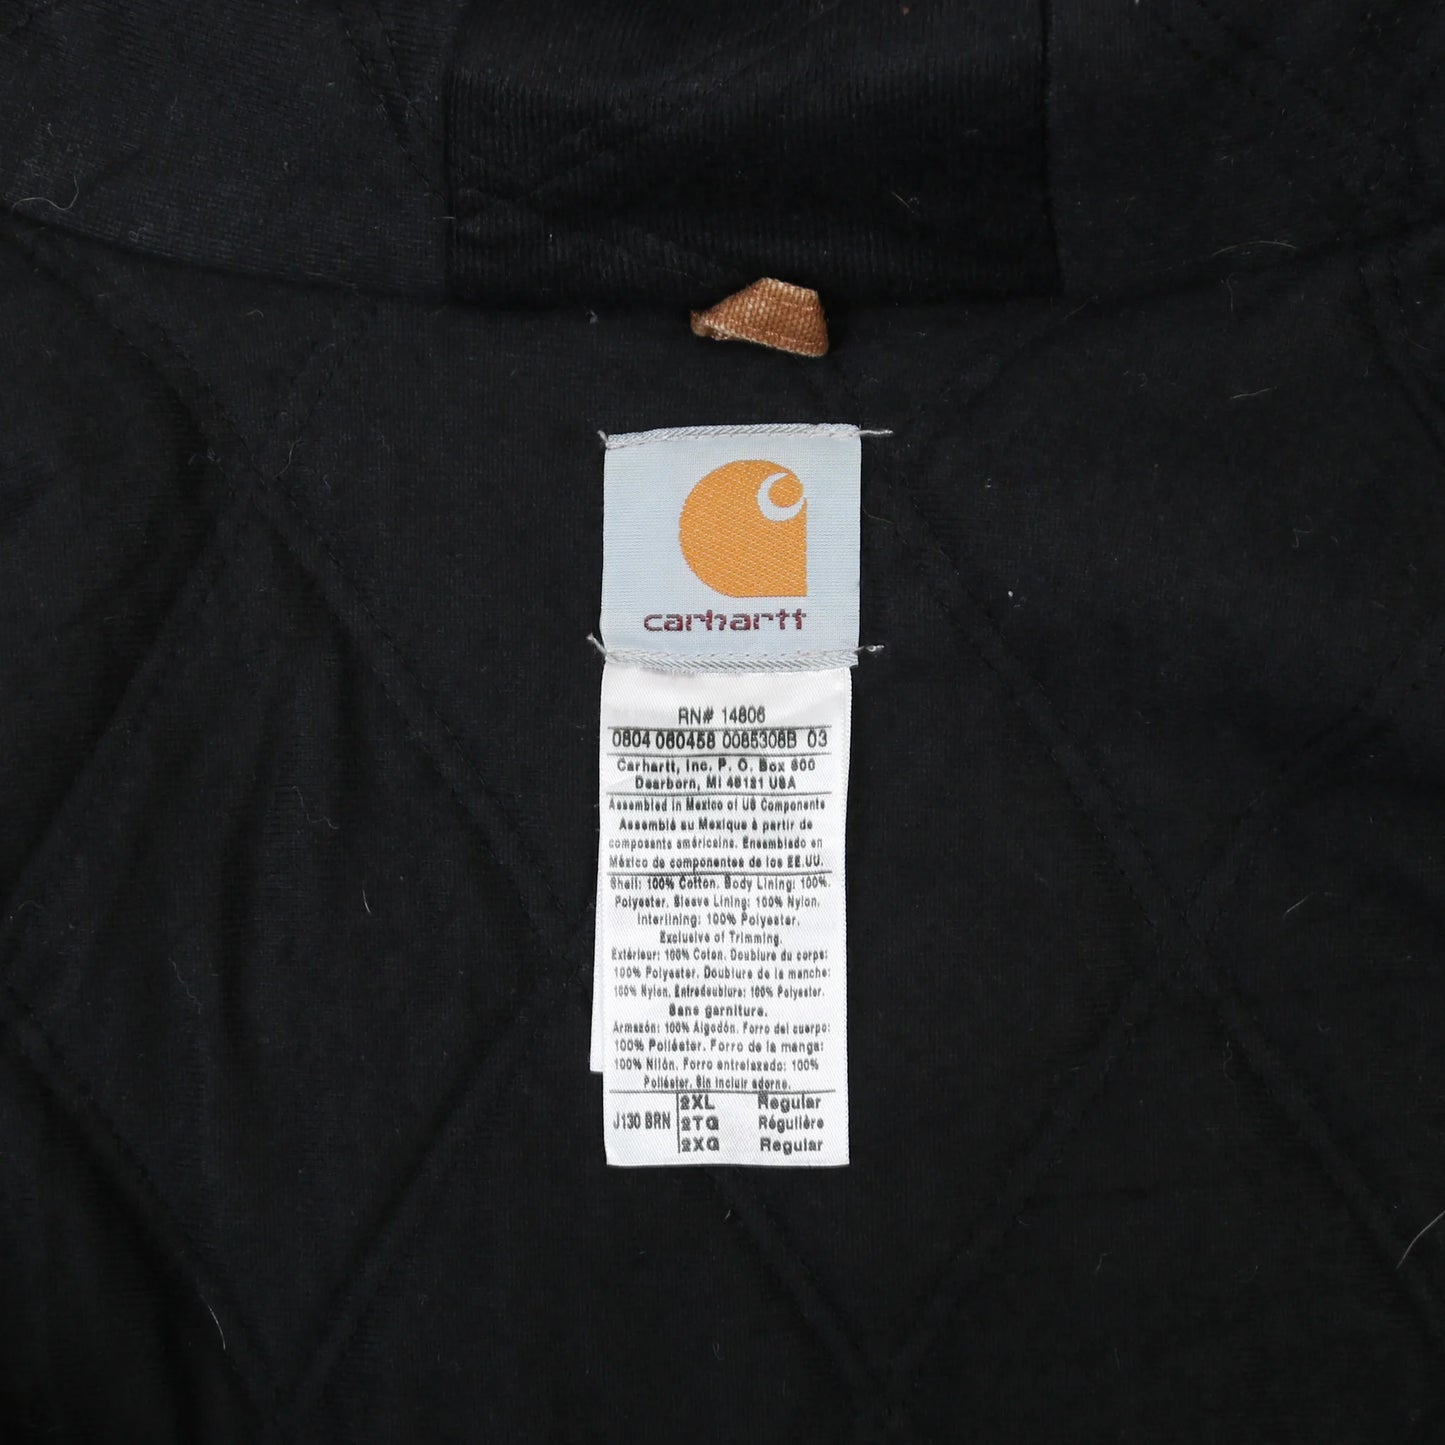 carhartt
RN# 14806
0804 060458 0085308B 03
Carhartt, Inc. P. O. Box 600
Dearborn, MI 48121 USA
Assembled in Mexico of US Components
Assemblé au Mexique à partir de
composants américains. Ensamblado en
México de componentes de los EE.UU.
Shell: 100% Cotton. Body Lining: 100%.
Polyester. Sleeve Lining: 100% Nylon.
Interlining: 100% Polyester.
Exclusive of Trimming.
Extérieur: 100% Coton. Doublure du corps:
100% Polyester. Doublure de la manche:
100% Nylon. Entredoublure: 100% Polyester.
Sans garniture.
Armazón: 100% Algodón. Forro del cuerpo:
100% Poliéster. Forro de la manga:
100% Nilón. Forro entrelazado: 100%
Poliéster. Sin incluir adorno.
J130 BRN
2XL Regular
2TG Régulière
2XG Regular